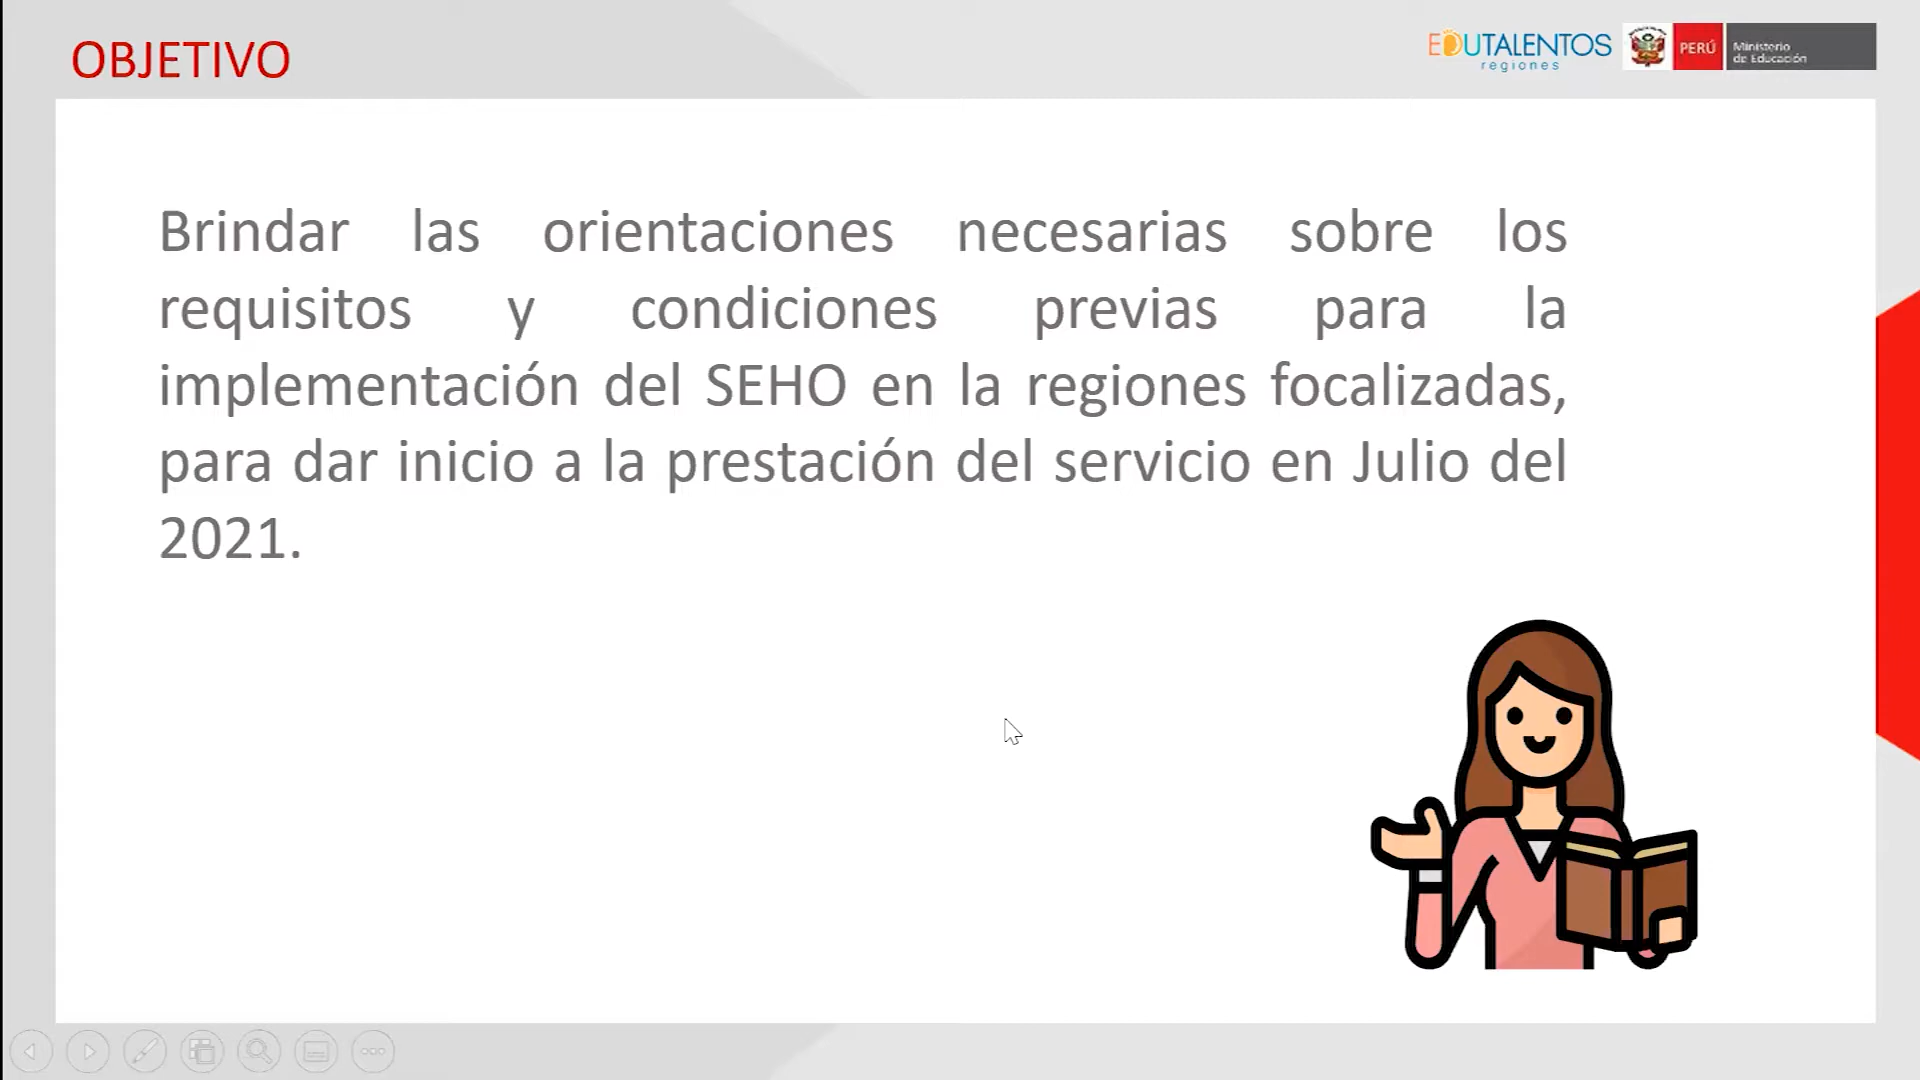 OBJETIVO
EDUTALENTOS
regiones
PERÚ
Ministerio
de Educación
Brindar las orientaciones necesarias sobre los
requisitos y condiciones previas para la
implementación del SEHO en la regiones focalizadas,
para dar inicio a la prestación del servicio en Julio del
2021.